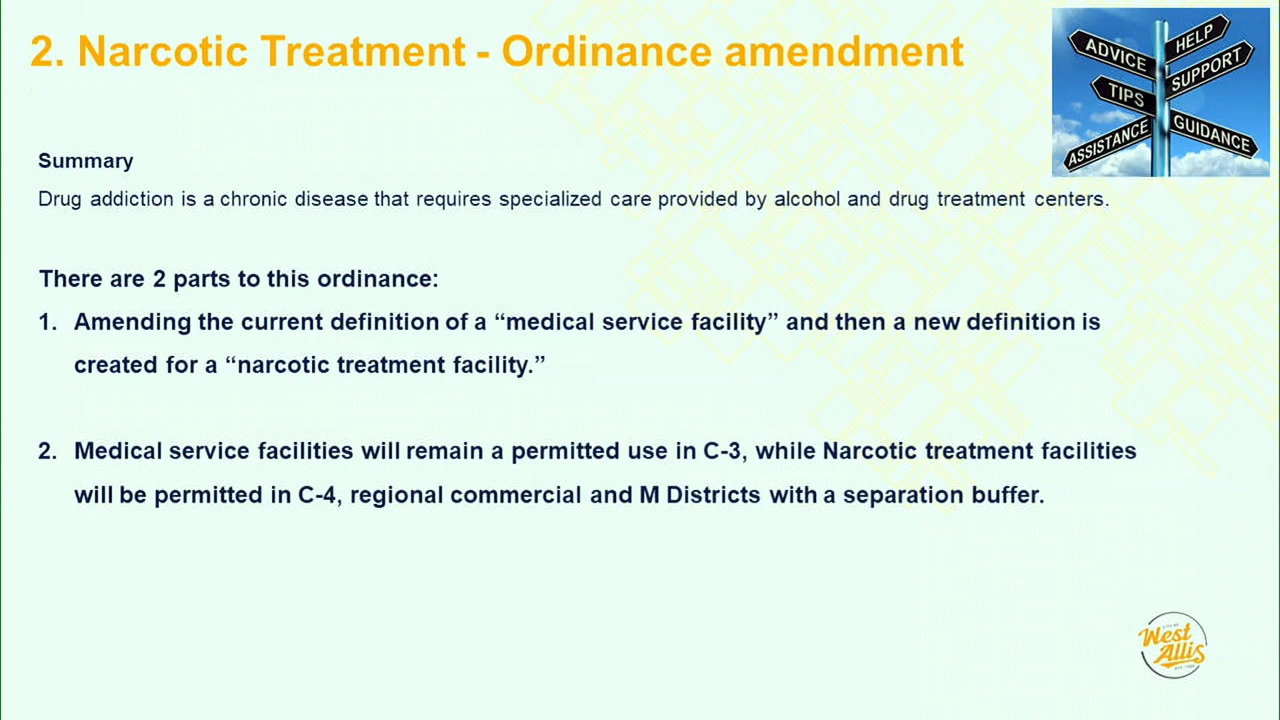 2. Narcotic Treatment - Ordinance amendment
ADVICE
HELP
SUPPORT
TIPS
ASSISTANCE
GUIDANCE
Summary
Drug addiction is a chronic disease that requires specialized care provided by alcohol and drug treatment centers.
There are 2 parts to this ordinance:
1. Amending the current definition of a “medical service facility” and then a new definition is
created for a “narcotic treatment facility.”
2. Medical service facilities will remain a permitted use in C-3, while Narcotic treatment facilities
will be permitted in C-4, regional commercial and M Districts with a separation buffer.
West
Allis